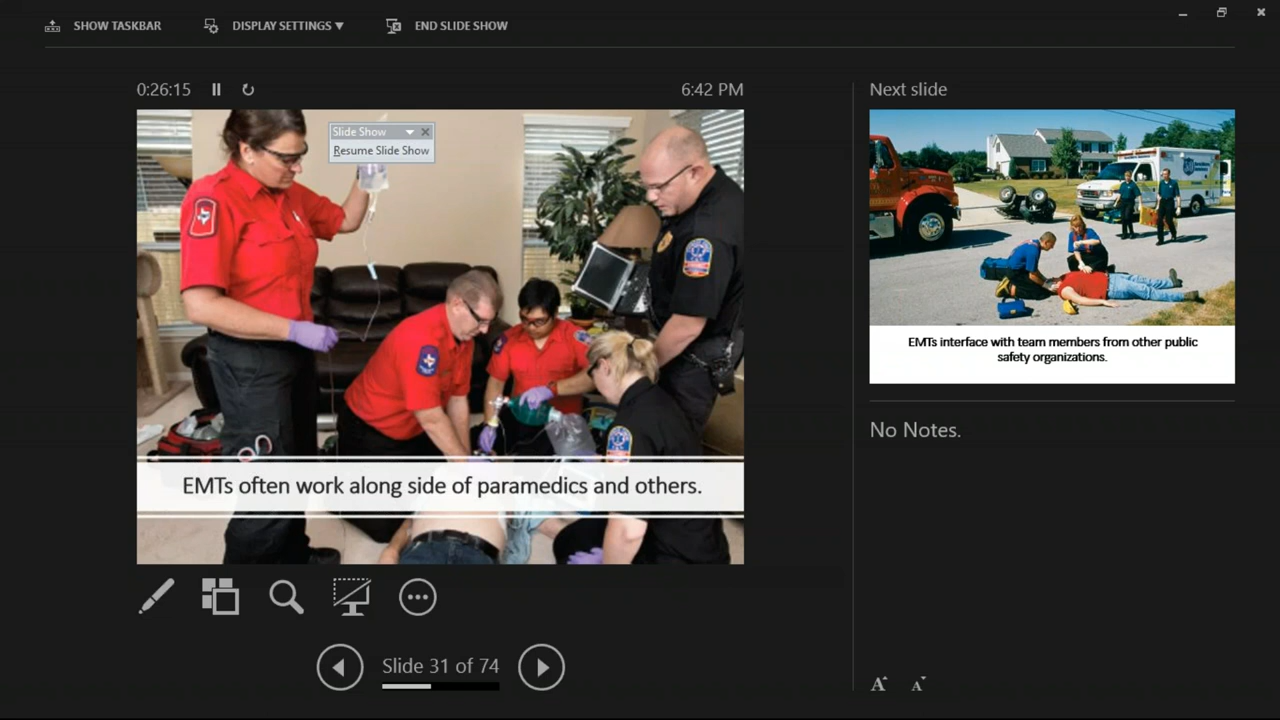 SHOW TASKBAR
DISPLAY SETTINGS ▼
END SLIDE SHOW
0:26:15
6:42 PM
Next slide
Slide Show
Resume Slide Show
EMTs often work along side of paramedics and others.
EMTs interface with team members from other public
safety organizations.
No Notes.
Slide 31 of 74
A
A